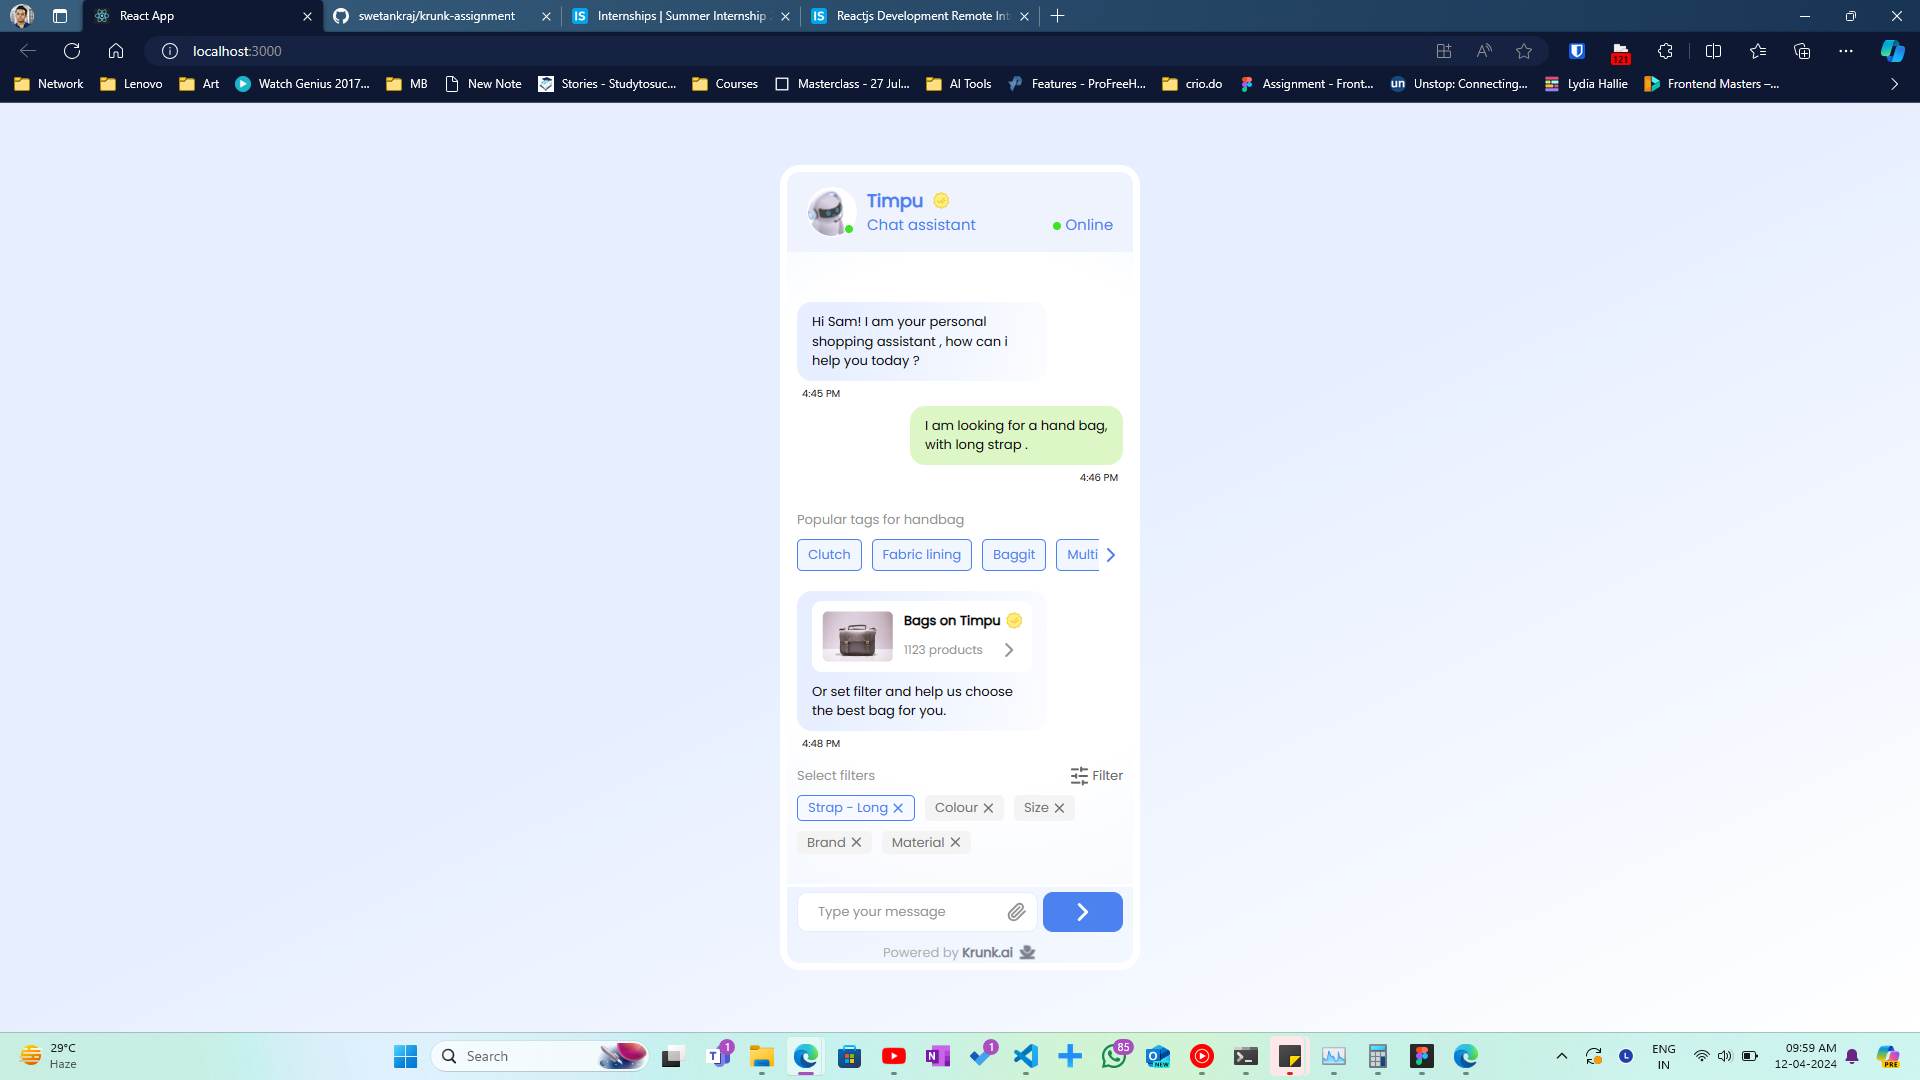 React App
swetankraj/krunk-assignment
Internships | Summer Internship
Reactjs Development Remote Int
localhost:3000
121
Network
Lenovo
Art
Watch Genius 2017...
MB
New Note
Stories - Studytosuc...
Courses
Masterclass - 27 Jul...
AI Tools
Features - ProFreeH...
crio.do
Assignment - Front...
Unstop: Connecting...
Lydia Hallie
Frontend Masters –...
Timpu
Chat assistant
Online
Hi Sam! I am your personal
shopping assistant , how can i
help you today ?
4:45 PM
I am looking for a hand bag,
with long strap .
4:46 PM
Popular tags for handbag
Clutch
Fabric lining
Baggit
Multi
Bags on Timpu
1123 products
Or set filter and help us choose
the best bag for you.
4:48 PM
Select filters
Filter
Strap - Long
Colour
Size
Brand
Material
Type your message
Powered by Krunk.ai
29°C
Haze
Search
1
1
85
ENG
IN
09:59 AM
12-04-2024